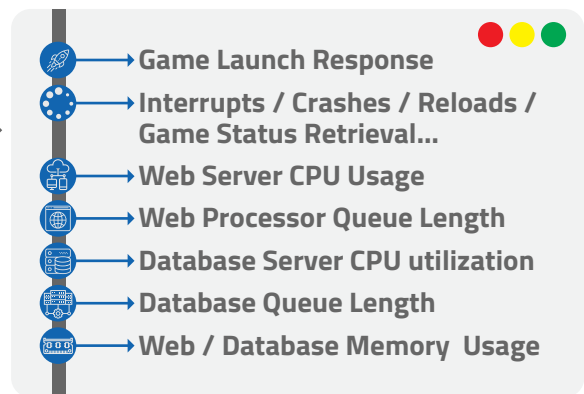 Game Launch Response
Interrupts / Crashes / Reloads /
Game Status Retrieval...
Web Server CPU Usage
Web Processor Queue Length
Database Server CPU utilization
Database Queue Length
Web / Database Memory Usage